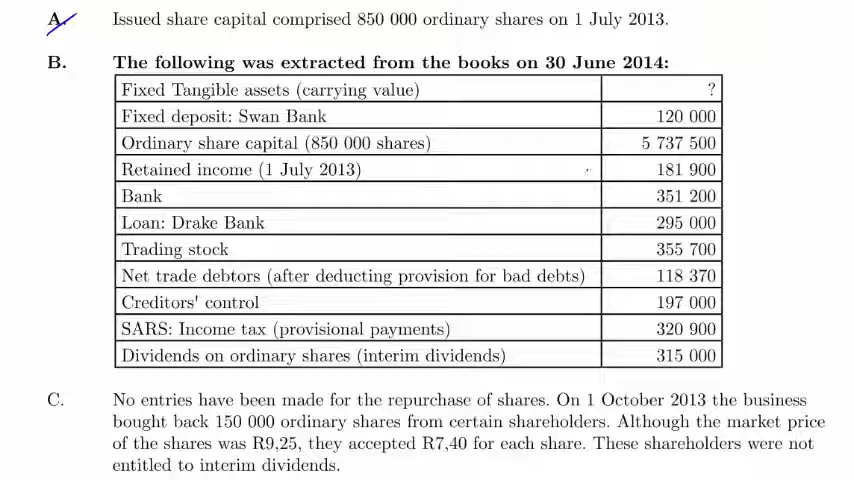 A. Issued share capital comprised 850 000 ordinary shares on 1 July 2013.
B. The following was extracted from the books on 30 June 2014:
Fixed Tangible assets (carrying value) ?
Fixed deposit: Swan Bank 120 000
Ordinary share capital (850 000 shares) 5 737 500
Retained income (1 July 2013) 181 900
Bank 351 200
Loan: Drake Bank 295 000
Trading stock 355 700
Net trade debtors (after deducting provision for bad debts) 118 370
Creditors' control 197 000
SARS: Income tax (provisional payments) 320 900
Dividends on ordinary shares (interim dividends) 315 000
C. No entries have been made for the repurchase of shares. On 1 October 2013 the business
bought back 150 000 ordinary shares from certain shareholders. Although the market price
of the shares was R9,25, they accepted R7,40 for each share. These shareholders were not
entitled to interim dividends.